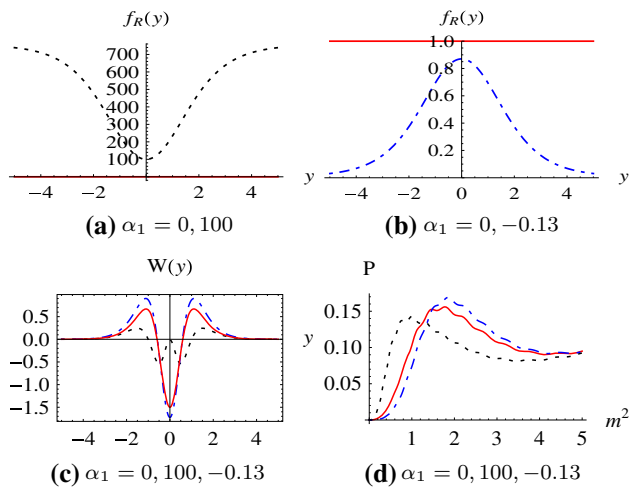 f_R(y)
700
600
500
400
300
200
100
−4 −2 2 4
y
(a) α₁ = 0, 100
f_R(y)
1.0
0.8
0.6
0.4
0.2
−4 −2 0 2 4
y
(b) α₁ = 0, −0.13
W(y)
0.5
0.0
−0.5
−1.0
−1.5
−4 −2 0 2 4
y
(c) α₁ = 0, 100, −0.13
P
0.15
0.10
0.05
1 2 3 4 5
m²
(d) α₁ = 0, 100, −0.13